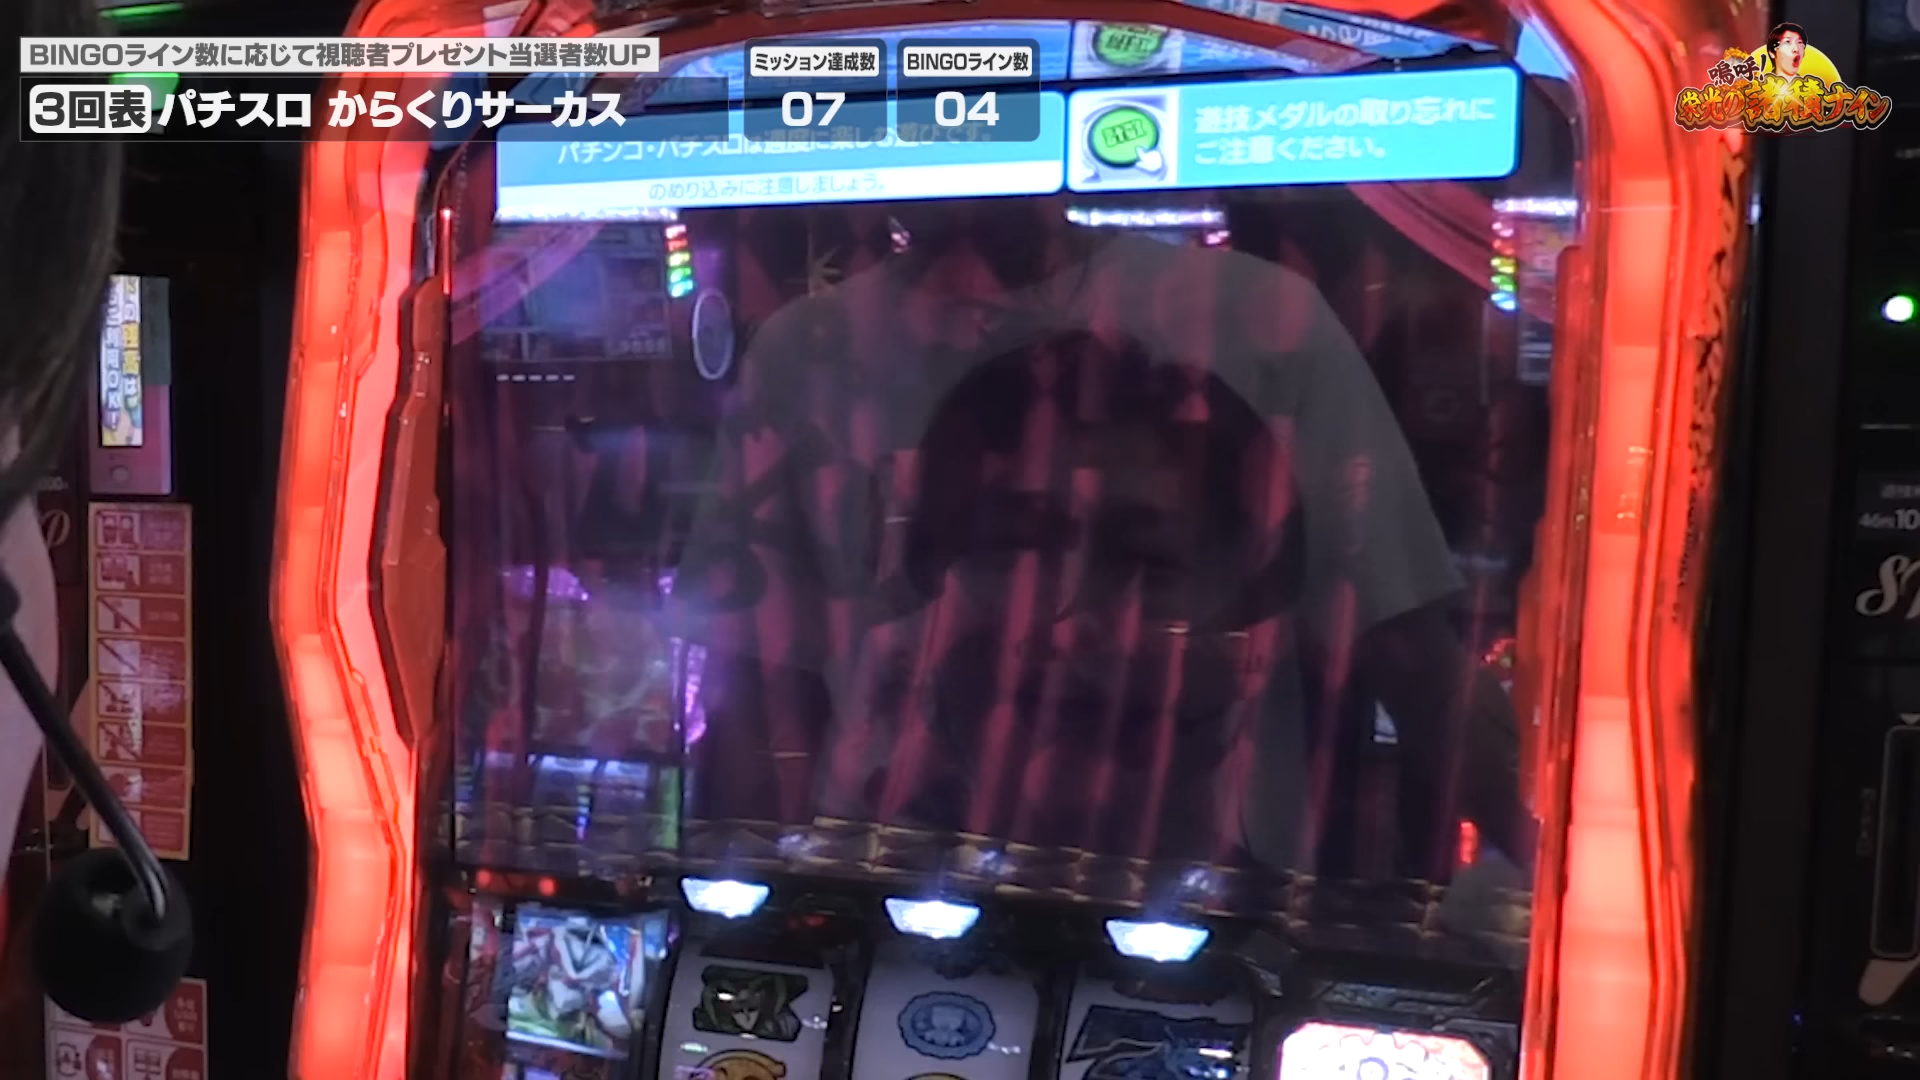 BINGOライン数に応じて視聴者プレゼント当選者数UP
3回表 パチスロ からくりサーカス
ミッション達成数
07
BINGOライン数
04
嗚呼!
栄光の諸積ナイン
パチンコ・パチスロは適度に楽しむ遊びです。
のめり込みに注意しましょう。
遊技メダルの取り忘れに
ご注意ください。